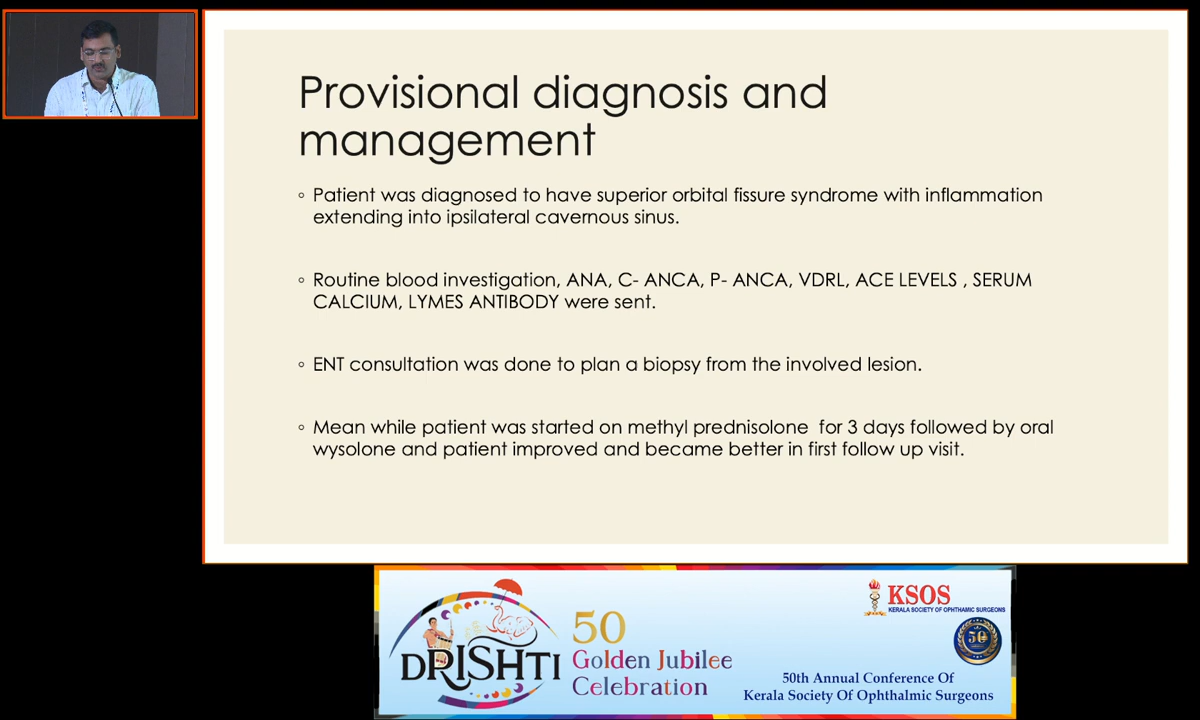 Provisional diagnosis and
management
◦ Patient was diagnosed to have superior orbital fissure syndrome with inflammation
extending into ipsilateral cavernous sinus.
◦ Routine blood investigation, ANA, C- ANCA, P- ANCA, VDRL, ACE LEVELS , SERUM
CALCIUM, LYMES ANTIBODY were sent.
◦ ENT consultation was done to plan a biopsy from the involved lesion.
◦ Mean while patient was started on methyl prednisolone  for 3 days followed by oral
wysolone and patient improved and became better in first follow up visit.
DRISHTI
50
Golden Jubilee
Celebration
KSOS
KERALA SOCIETY OF OPHTHAMIC SURGEONS
50
50th Annual Conference Of
Kerala Society Of Ophthalmic Surgeons